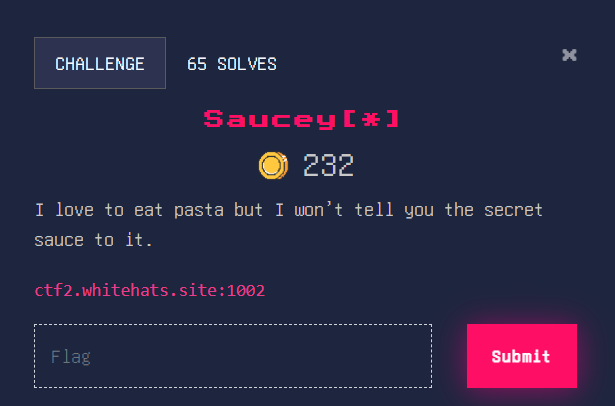 CHALLENGE 65 SOLVES
Saucey[*]
232
I love to eat pasta but I won't tell you the secret
sauce to it.
ctf2.whitehats.site:1002
Flag Submit